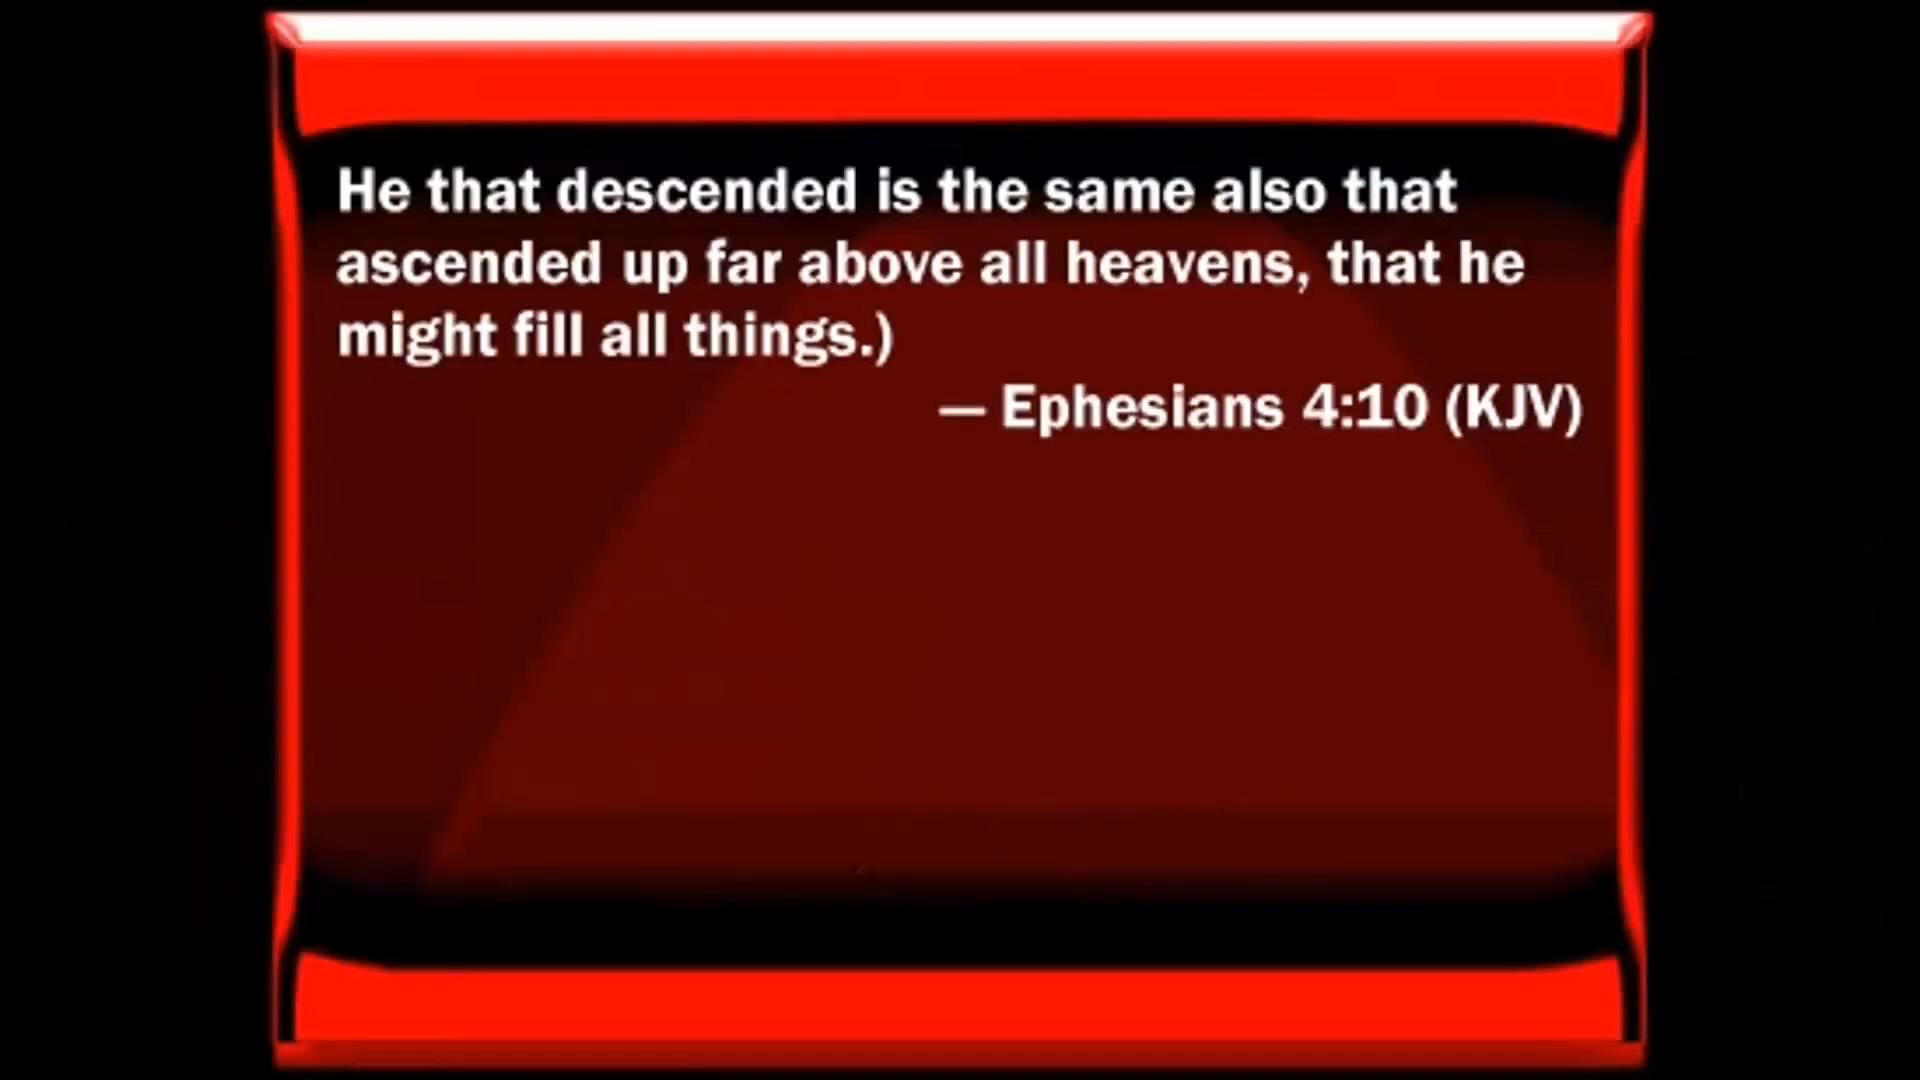 He that descended is the same also that
ascended up far above all heavens, that he
might fill all things.)
— Ephesians 4:10 (KJV)